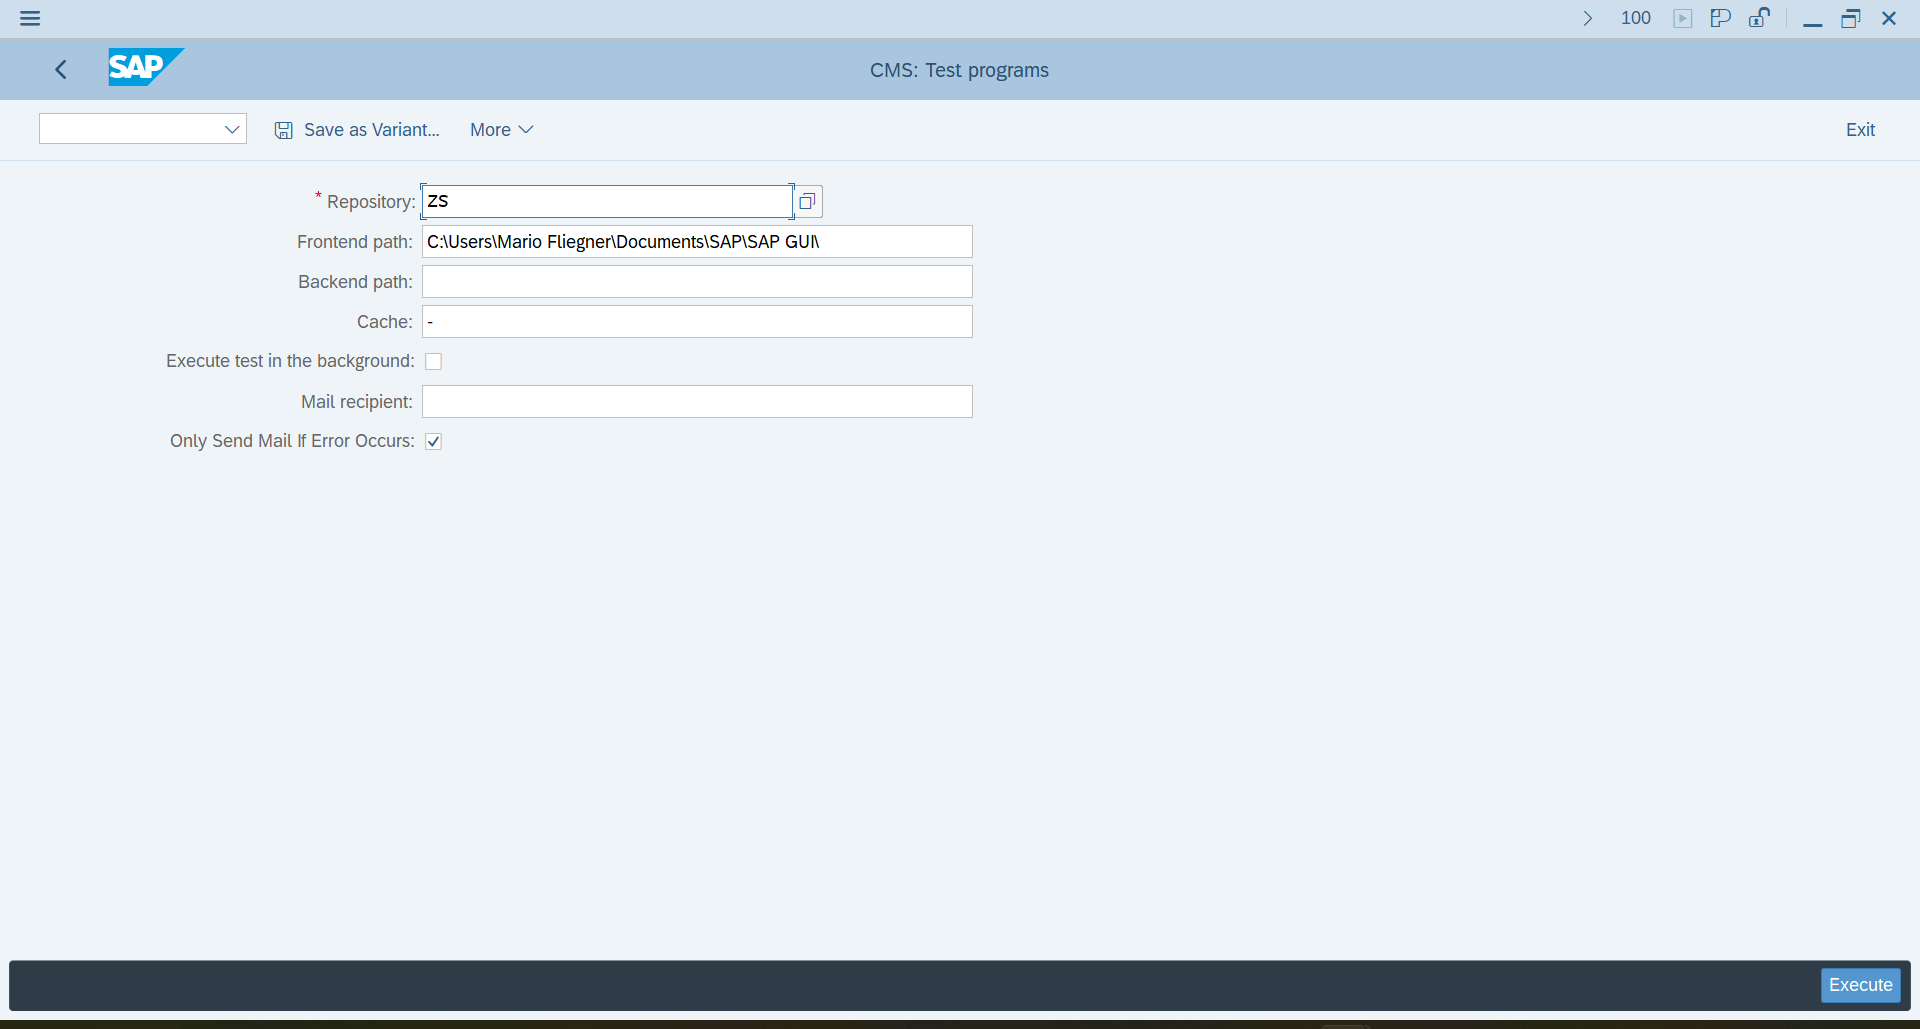 100
SAP
CMS: Test programs
Save as Variant... More Exit
* Repository: ZS
Frontend path: C:\Users\Mario Fliegner\Documents\SAP\SAP GUI\
Backend path:
Cache: -
Execute test in the background:
Mail recipient:
Only Send Mail If Error Occurs:
Execute